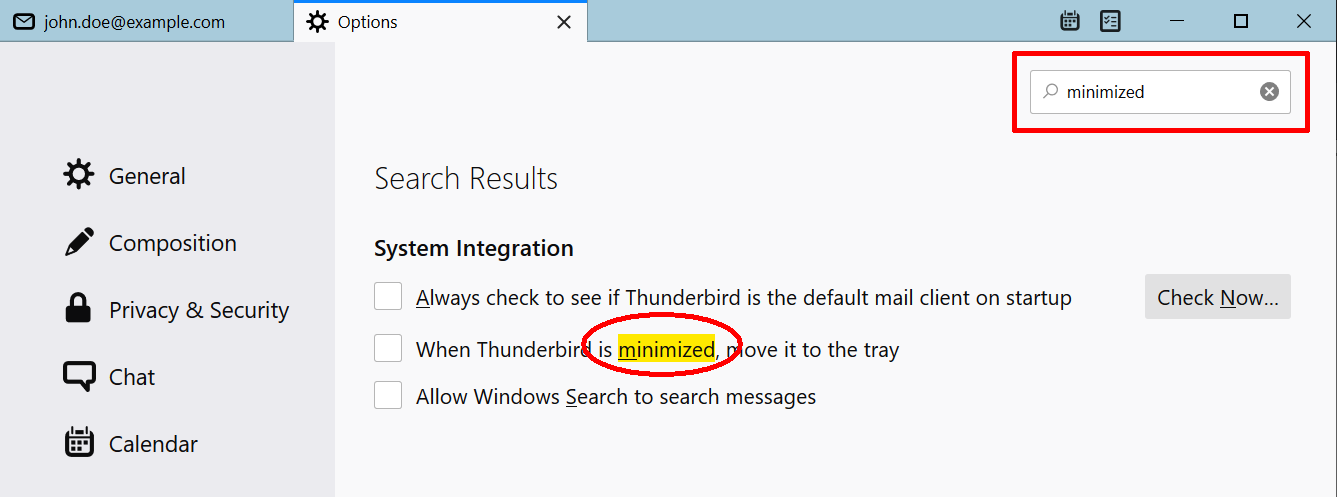 john.doe@example.com
Options
minimized
General
Composition
Privacy & Security
Chat
Calendar
Search Results
System Integration
Always check to see if Thunderbird is the default mail client on startup
Check Now...
When Thunderbird is minimized, move it to the tray
Allow Windows Search to search messages